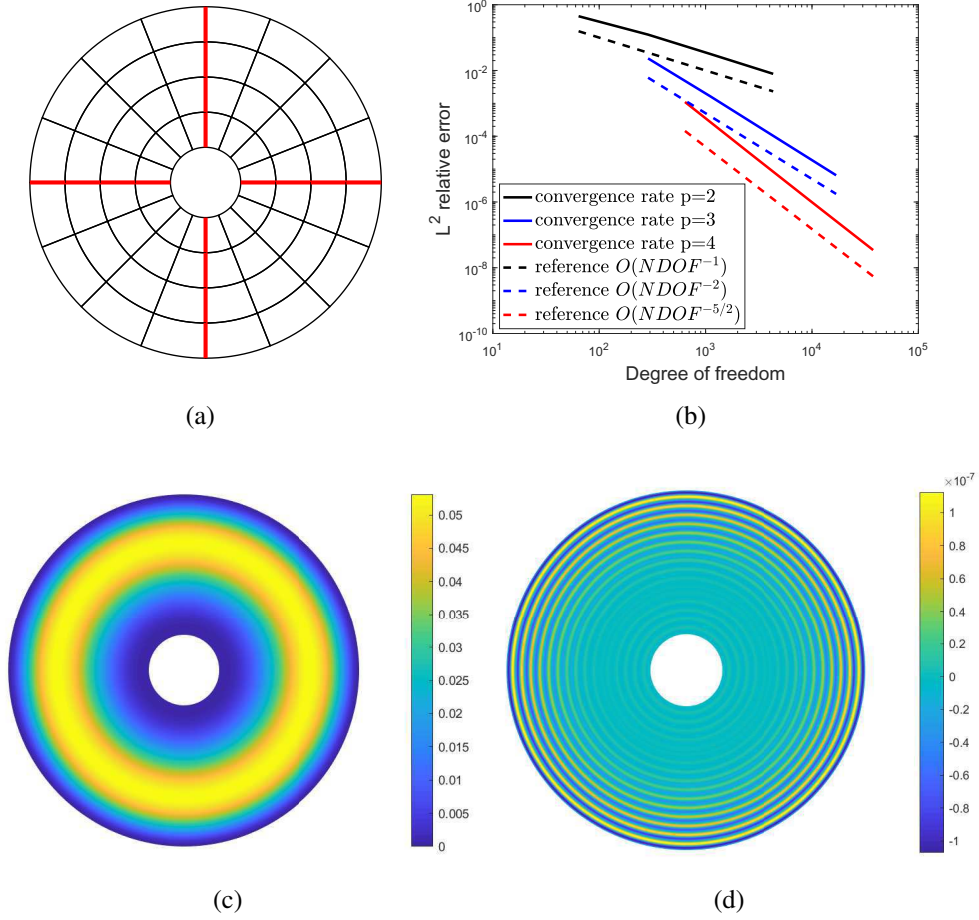 (a)
10^0
10^-2
10^-4
10^-6
10^-8
10^-10
L^2 relative error
convergence rate p=2
convergence rate p=3
convergence rate p=4
reference O(NDOF^-1)
reference O(NDOF^-2)
reference O(NDOF^-5/2)
10^1 10^2 10^3 10^4 10^5
Degree of freedom
(b)
0.05
0.045
0.04
0.035
0.03
0.025
0.02
0.015
0.01
0.005
0
(c)
×10^-7
1
0.8
0.6
0.4
0.2
0
-0.2
-0.4
-0.6
-0.8
-1
(d)